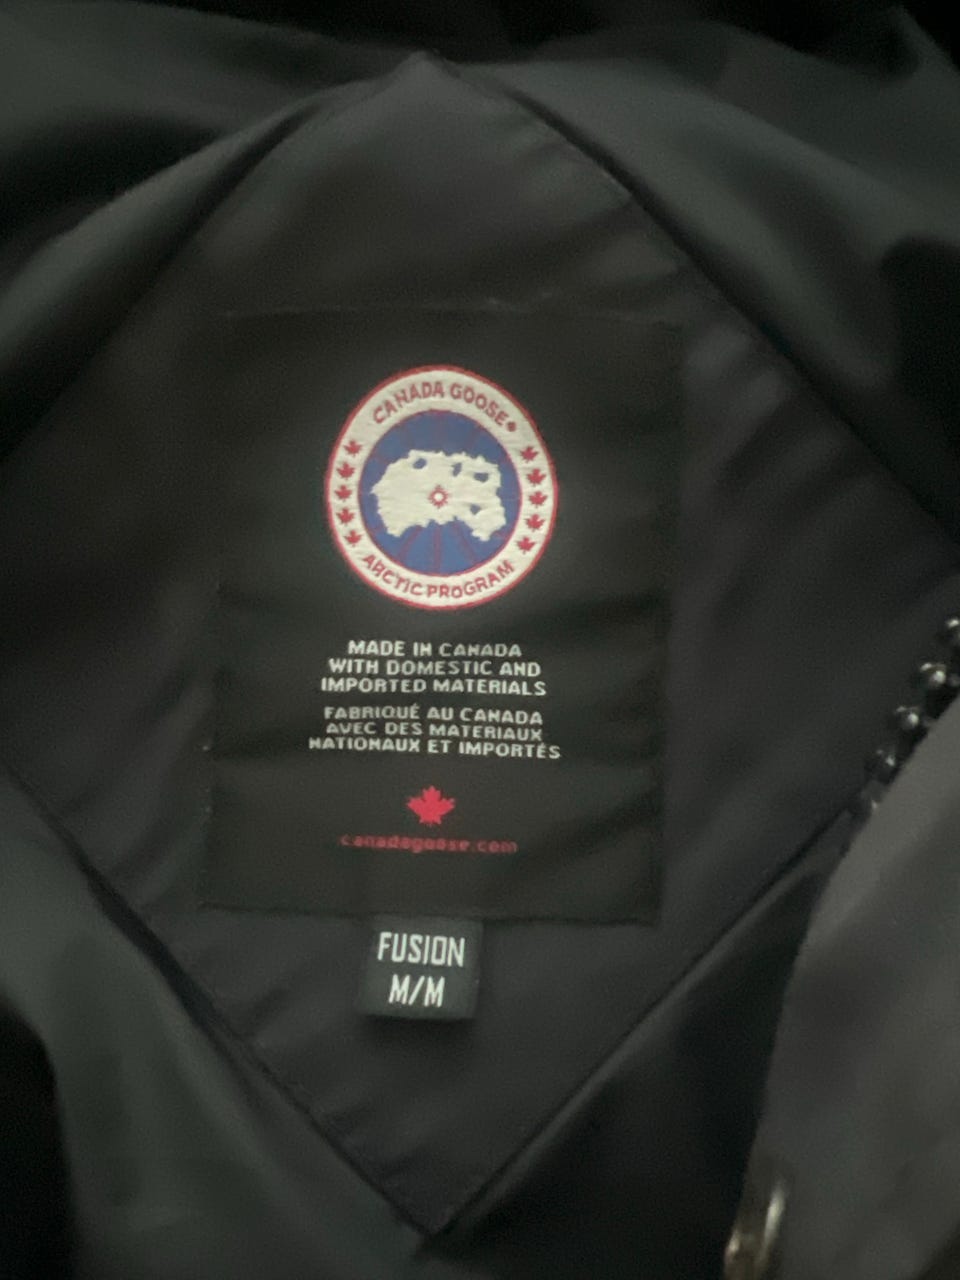 CANADA GOOSE
ARCTIC PROGRAM
MADE IN CANADA
WITH DOMESTIC AND
IMPORTED MATERIALS
FABRIQUÉ AU CANADA
AVEC DES MATERIAUX
NATIONAUX ET IMPORTÉS
canadagoose.com
FUSION
M/M